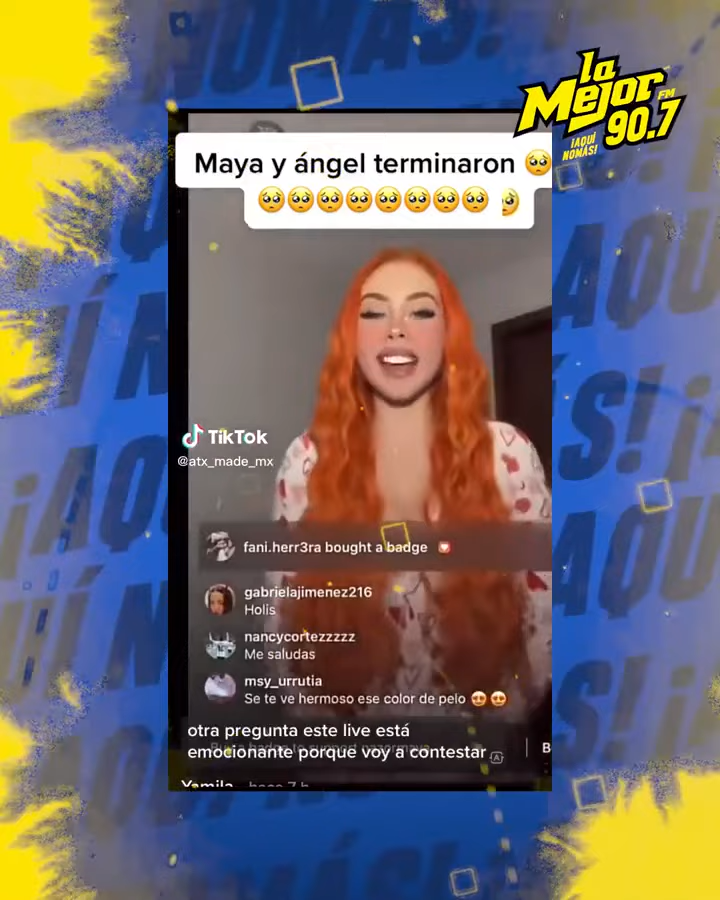 la
Mejor
FM
90.7
¡AQUÍ
NOMÁS!
Maya y ángel terminaron 🥺
🥺🥺🥺🥺🥺🥺🥺🥺 🥺
TikTok
@atx_made_mx
fani.herr3ra bought a badge
gabrielajimenez216
Holis
nancycortezzzzz
Me saludas
msy_urrutia
Se te ve hermoso ese color de pelo 😍😍
otra pregunta este live está
emocionante porque voy a contestar
Yamila